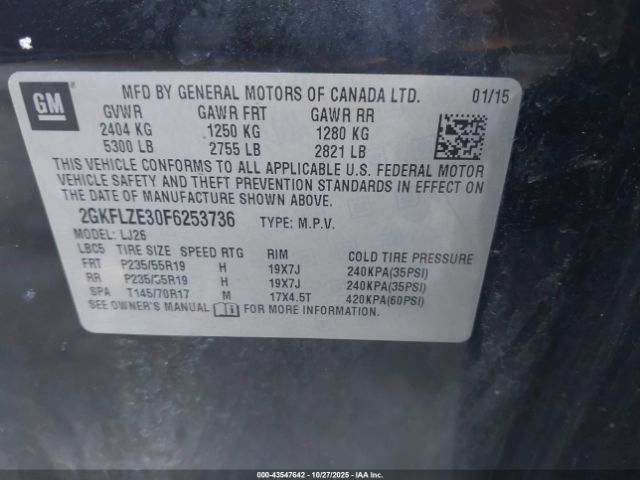 GM
MFD BY GENERAL MOTORS OF CANADA LTD. 01/15
GVWR GAWR FRT GAWR RR
2404 KG 1250 KG 1280 KG
5300 LB 2755 LB 2821 LB
THIS VEHICLE CONFORMS TO ALL APPLICABLE U.S. FEDERAL MOTOR
VEHICLE SAFETY AND THEFT PREVENTION STANDARDS IN EFFECT ON
THE DATE OF MANUFACTURE SHOWN ABOVE.
2GKFLZE30F6253736 TYPE: M.P.V.
MODEL: LJ26
LBC5 TIRE SIZE SPEED RTG RIM COLD TIRE PRESSURE
FRT P235/55R19 H 19X7J 240KPA(35PSI)
RR P235/55R19 H 19X7J 240KPA(35PSI)
SPA T145/70R17 M 17X4.5T 420KPA(60PSI)
SEE OWNER'S MANUAL FOR MORE INFORMATION.
000-43547642 | 10/27/2025 | IAAI.CA